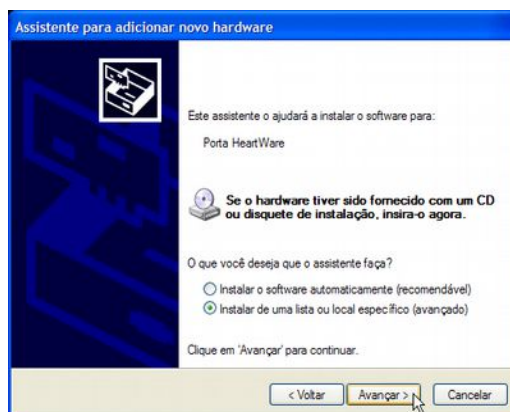 Assistente para adicionar novo hardware
Este assistente o ajudará a instalar o software para:
Porta HeartWare
Se o hardware tiver sido fornecido com um CD
ou disquete de instalação, insira-o agora.
O que você deseja que o assistente faça?
Instalar o software automaticamente (recomendável)
Instalar de uma lista ou local específico (avançado)
Clique em 'Avançar' para continuar.
< Voltar
Avançar >
Cancelar